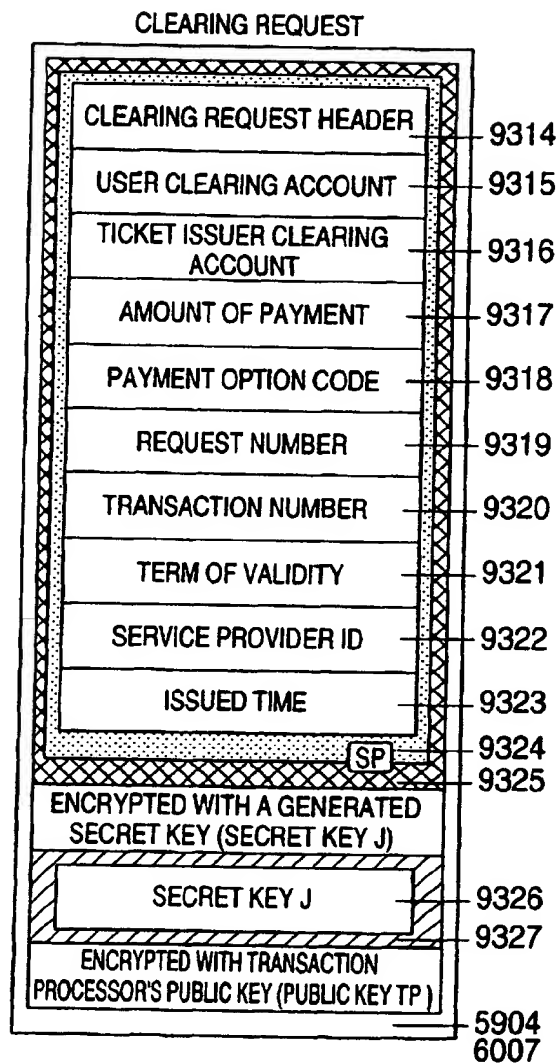 CLEARING REQUEST
CLEARING REQUEST HEADER 9314
USER CLEARING ACCOUNT 9315
TICKET ISSUER CLEARING
ACCOUNT 9316
AMOUNT OF PAYMENT 9317
PAYMENT OPTION CODE 9318
REQUEST NUMBER 9319
TRANSACTION NUMBER 9320
TERM OF VALIDITY 9321
SERVICE PROVIDER ID 9322
ISSUED TIME 9323
SP 9324
9325
ENCRYPTED WITH A GENERATED
SECRET KEY (SECRET KEY J)
SECRET KEY J 9326
9327
ENCRYPTED WITH TRANSACTION
PROCESSOR'S PUBLIC KEY (PUBLIC KEY TP )
5904
6007